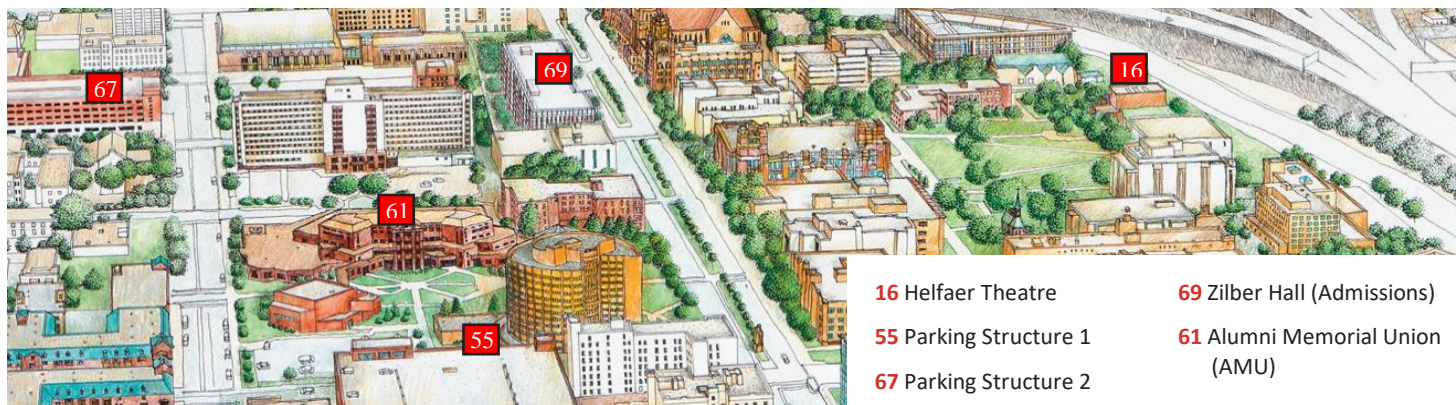 67
69
16
61
55
16 Helfaer Theatre
55 Parking Structure 1
67 Parking Structure 2
69 Zilber Hall (Admissions)
61 Alumni Memorial Union
(AMU)